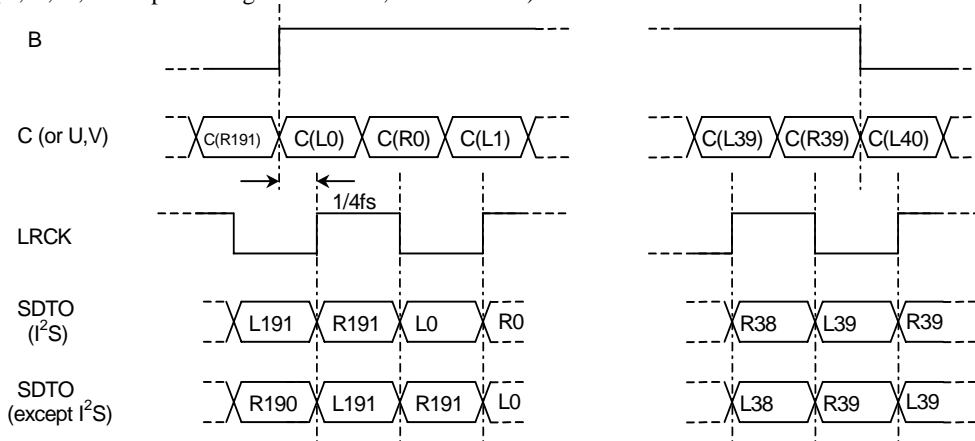 B
C (or U,V) C(R191) C(L0) C(R0) C(L1) C(L39) C(R39) C(L40)
1/4fs
LRCK
SDTO
(I²S) L191 R191 L0 R0 R38 L39 R39
SDTO
(except I²S) R190 L191 R191 L0 L38 R39 L39